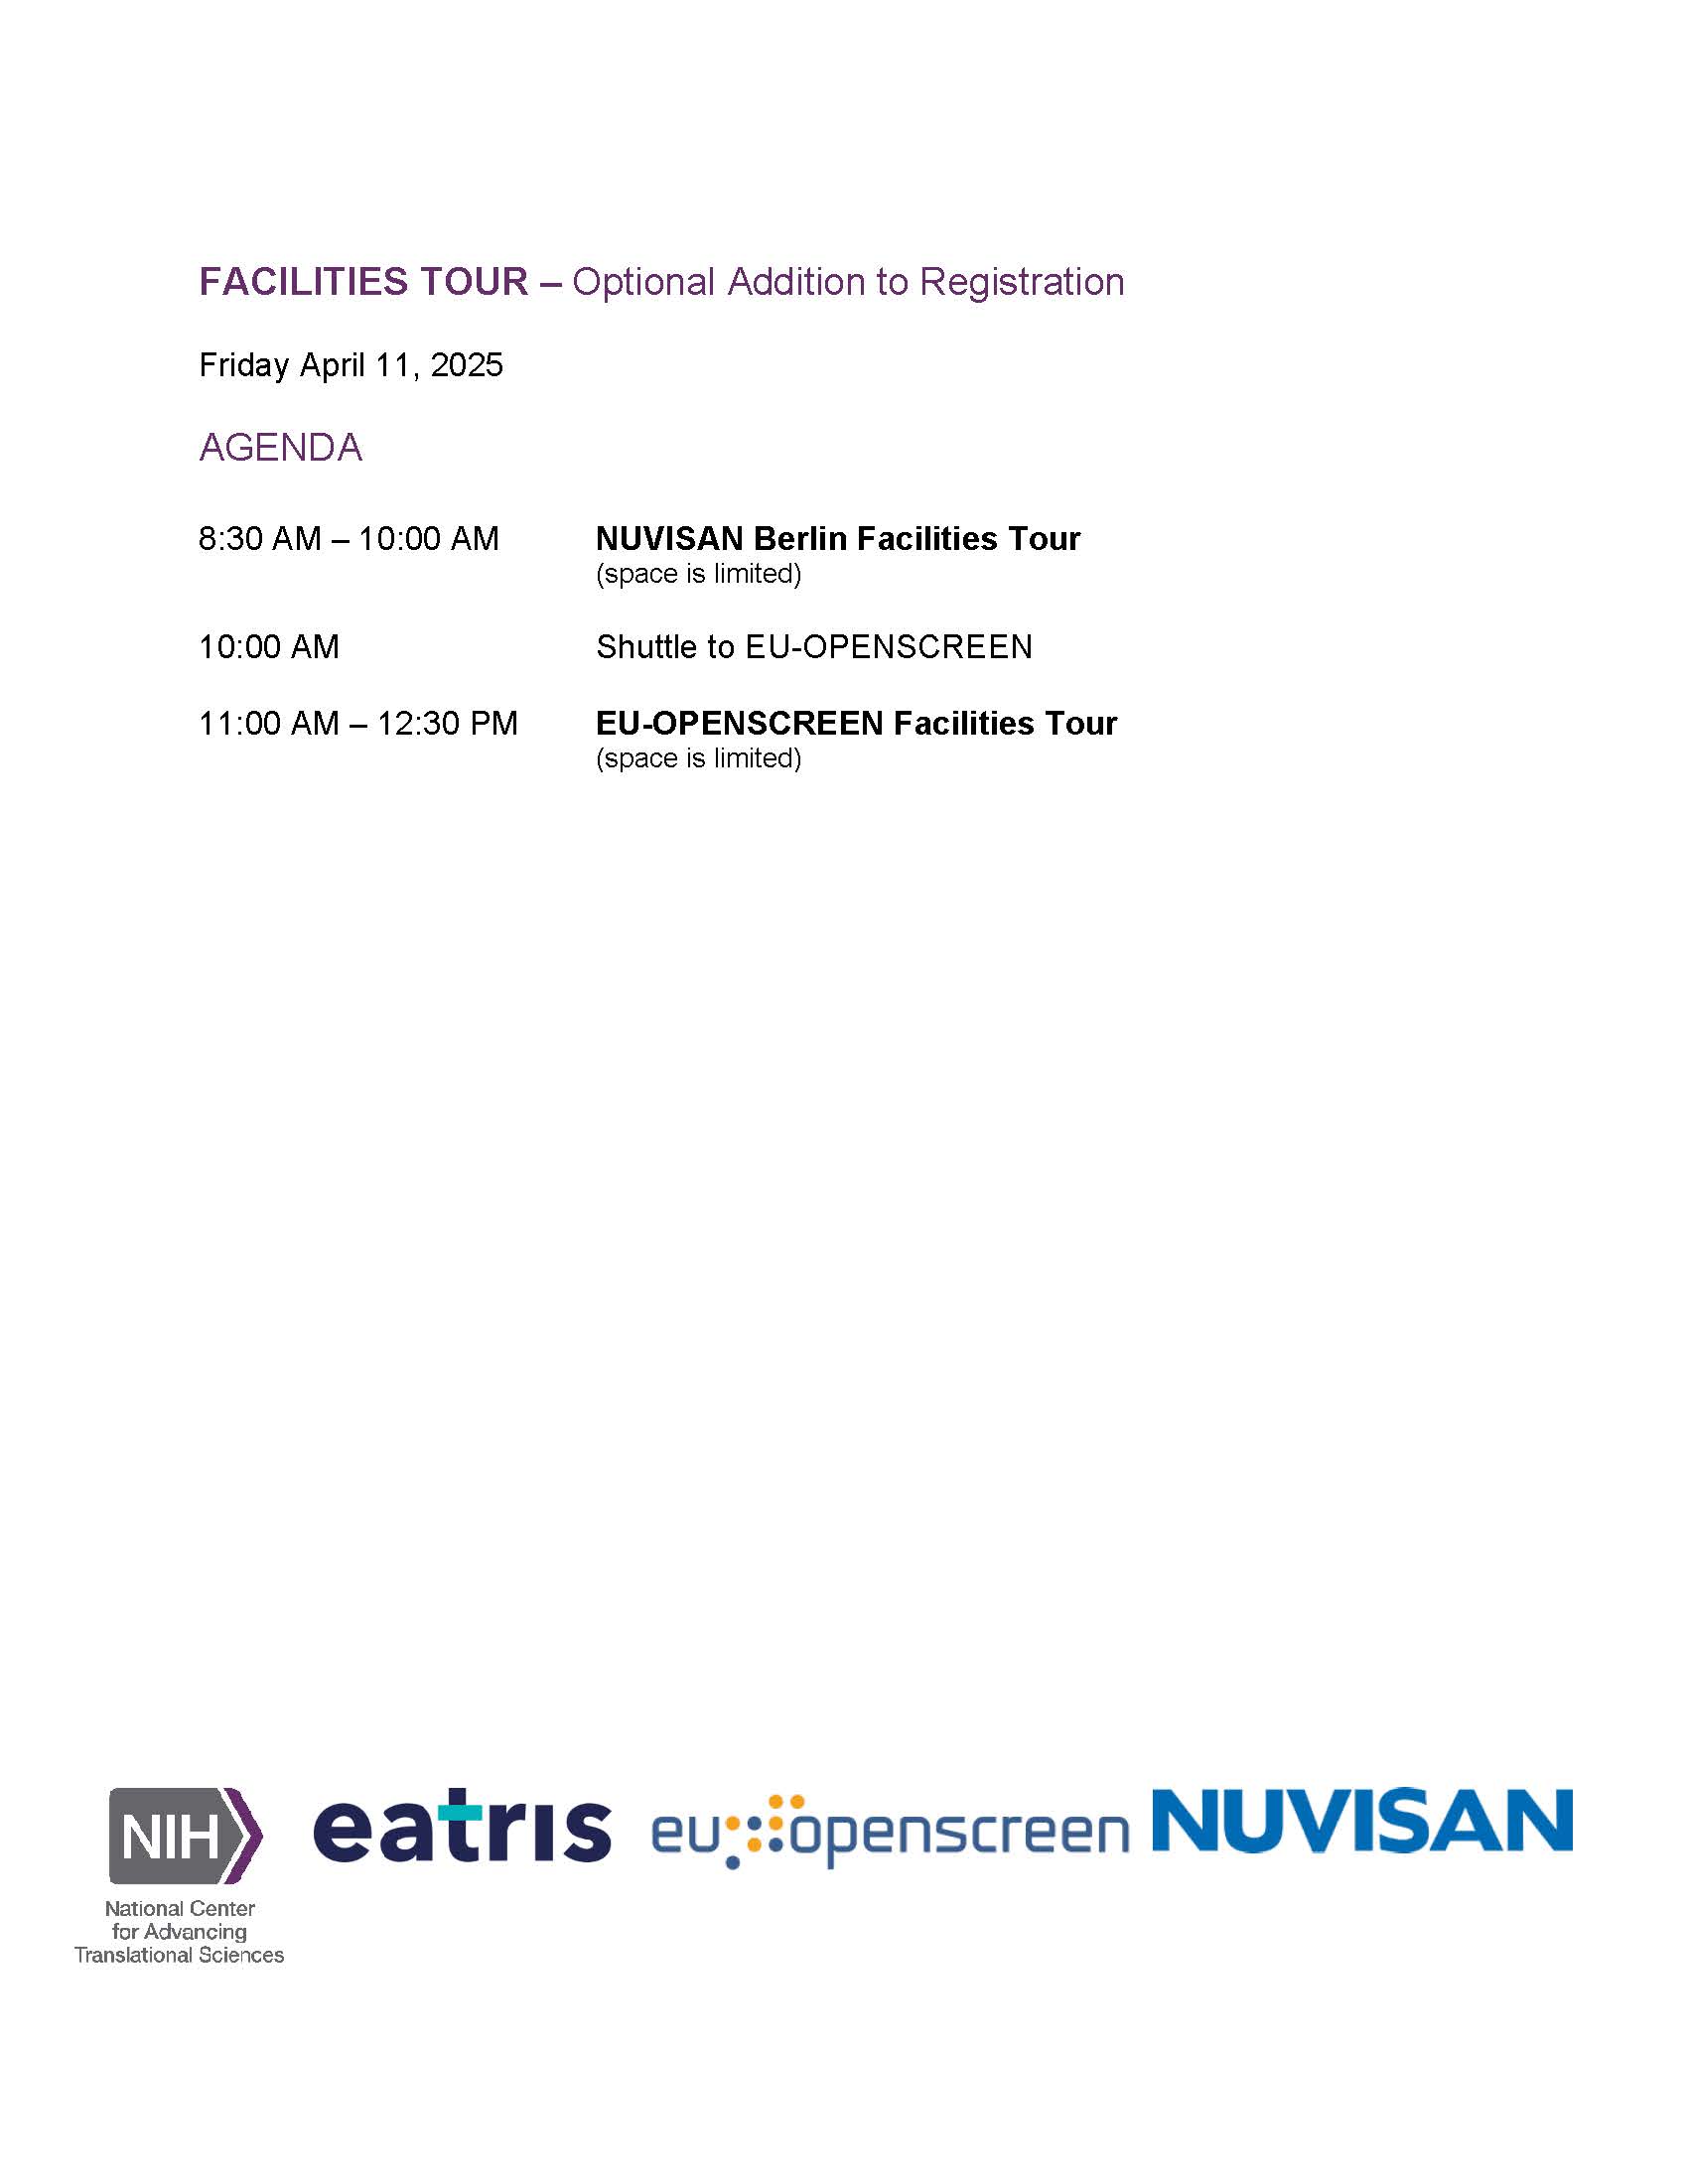 FACILITIES TOUR – Optional Addition to Registration
Friday April 11, 2025
AGENDA
8:30 AM – 10:00 AM NUVISAN Berlin Facilities Tour
(space is limited)
10:00 AM Shuttle to EU-OPENSCREEN
11:00 AM – 12:30 PM EU-OPENSCREEN Facilities Tour
(space is limited)
NIH eatris eu openscreen NUVISAN
National Center
for Advancing
Translational Sciences